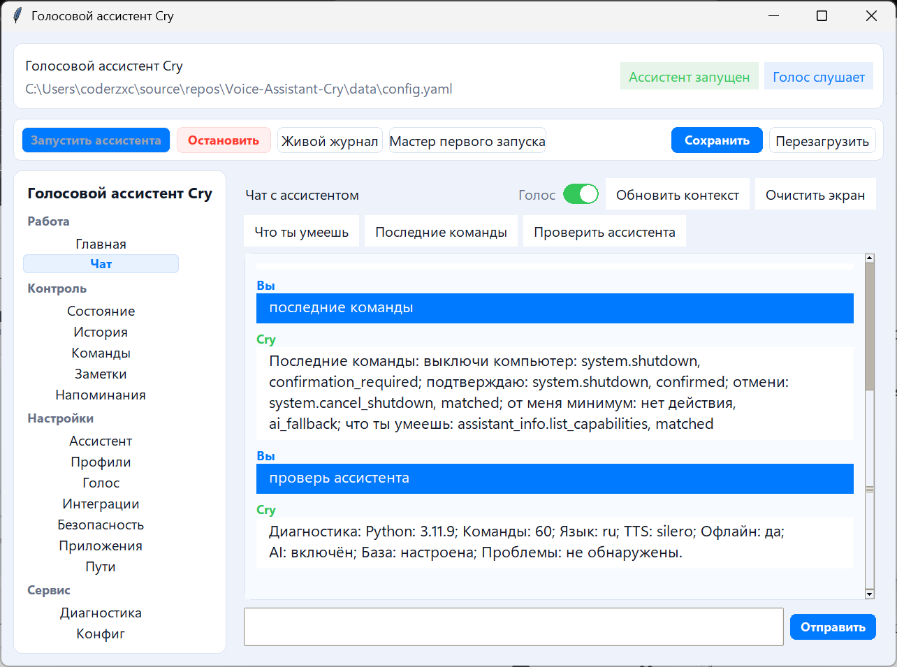 Голосовой ассистент Cry
Голосовой ассистент Cry
C:\Users\coderzxc\source\repos\Voice-Assistant-Cry\data\config.yaml
Ассистент запущен
Голос слушает
Запустить ассистента
Остановить
Живой журнал
Мастер первого запуска
Сохранить
Перезагрузить
Голосовой ассистент Cry
Работа
Главная
Чат
Контроль
Состояние
История
Команды
Заметки
Напоминания
Настройки
Ассистент
Профили
Голос
Интеграции
Безопасность
Приложения
Пути
Сервис
Диагностика
Конфиг
Чат с ассистентом
Голос
Обновить контекст
Очистить экран
Что ты умеешь
Последние команды
Проверить ассистента
Вы
последние команды
Cry
Последние команды: выключи компьютер: system.shutdown,
confirmation_required; подтверждаю: system.shutdown, confirmed; отмени:
system.cancel_shutdown, matched; от меня минимум: нет действия,
ai_fallback; что ты умеешь: assistant_info.list_capabilities, matched
Вы
проверь ассистента
Cry
Диагностика: Python: 3.11.9; Команды: 60; Язык: ru; TTS: silero; Офлайн: да;
AI: включён; База: настроена; Проблемы: не обнаружены.
Отправить